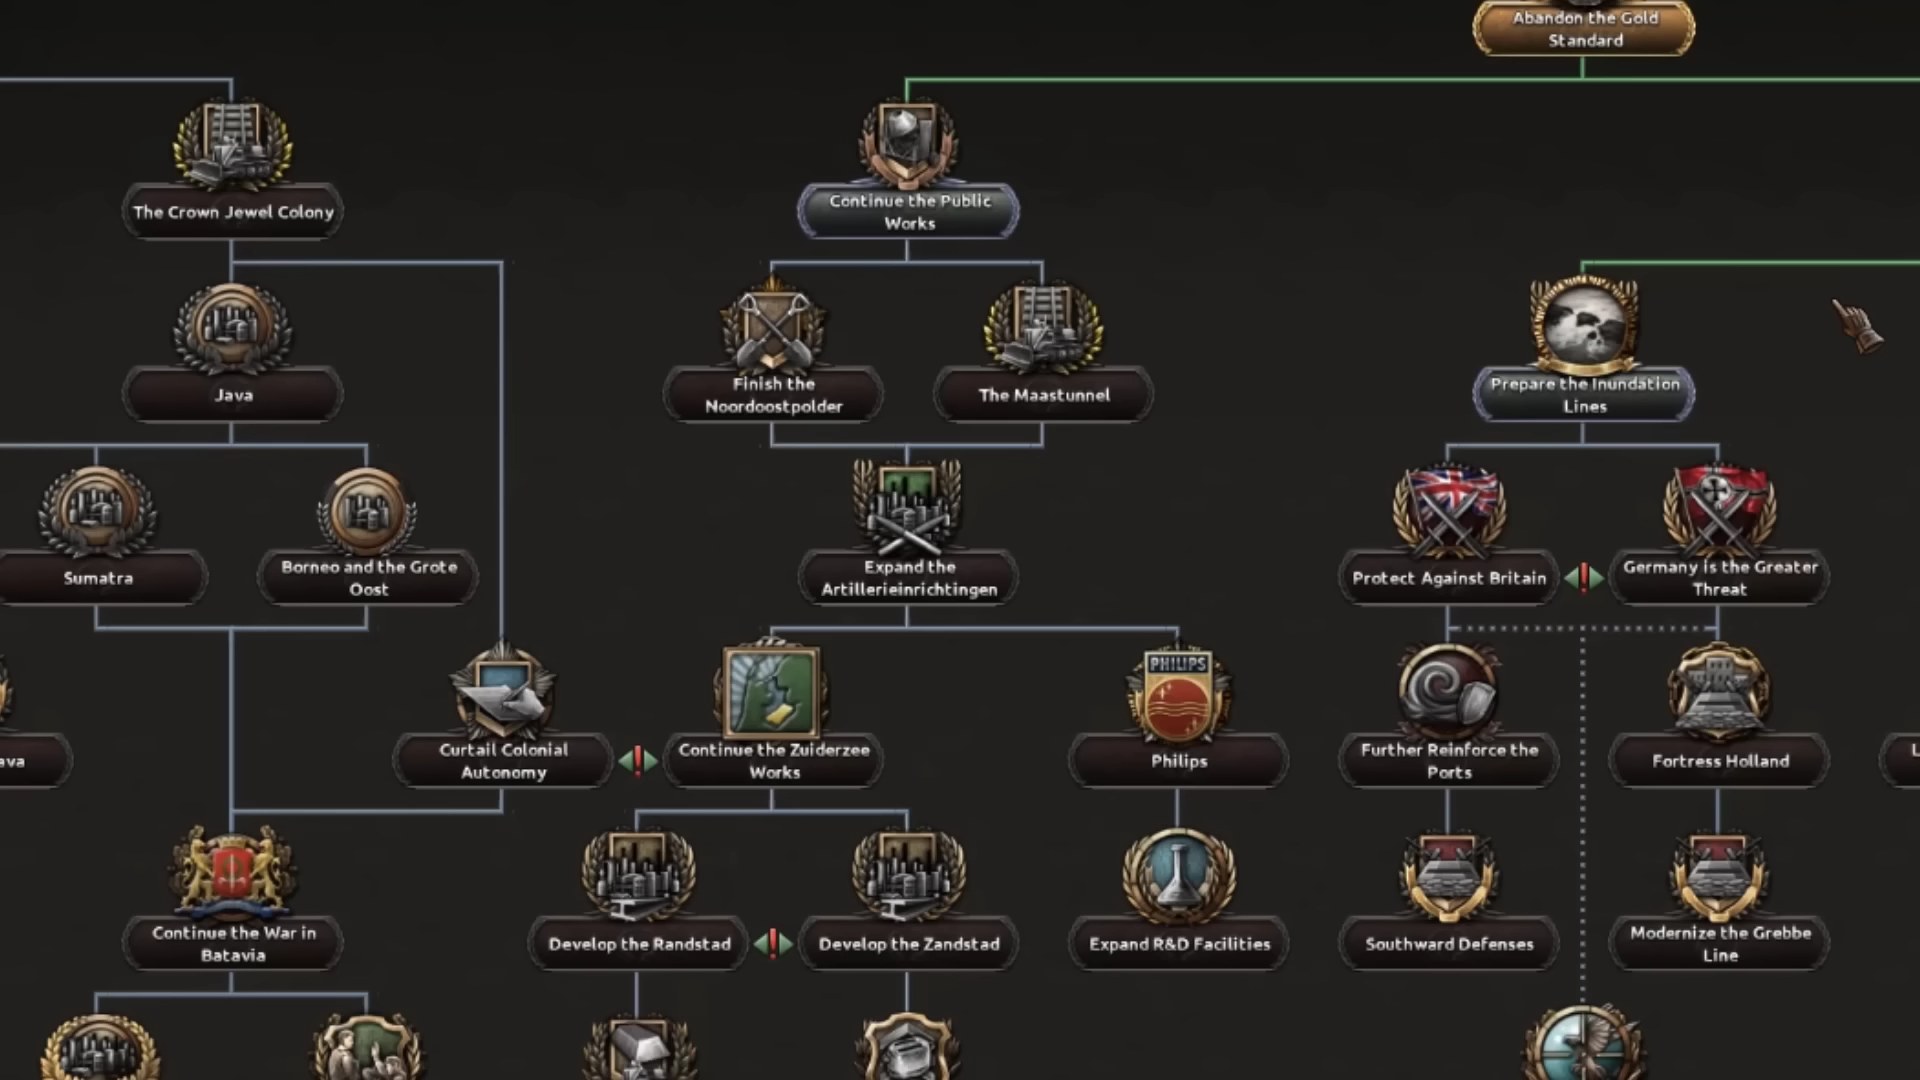 Abandon the Gold
Standard
The Crown Jewel Colony
Continue the Public
Works
Java
Finish the
Noordoostpolder
The Maastunnel
Prepare the Inundation
Lines
Sumatra
Borneo and the Grote
Oost
Expand the
Artillerieinrichtingen
Protect Against Britain
Germany is the Greater
Threat
PHILIPS
ava
Curtail Colonial
Autonomy
Continue the Zuiderzee
Works
Philips
Further Reinforce the
Ports
Fortress Holland
L
Continue the War in
Batavia
Develop the Randstad
Develop the Zandstad
Expand R&D Facilities
Southward Defenses
Modernize the Grebbe
Line